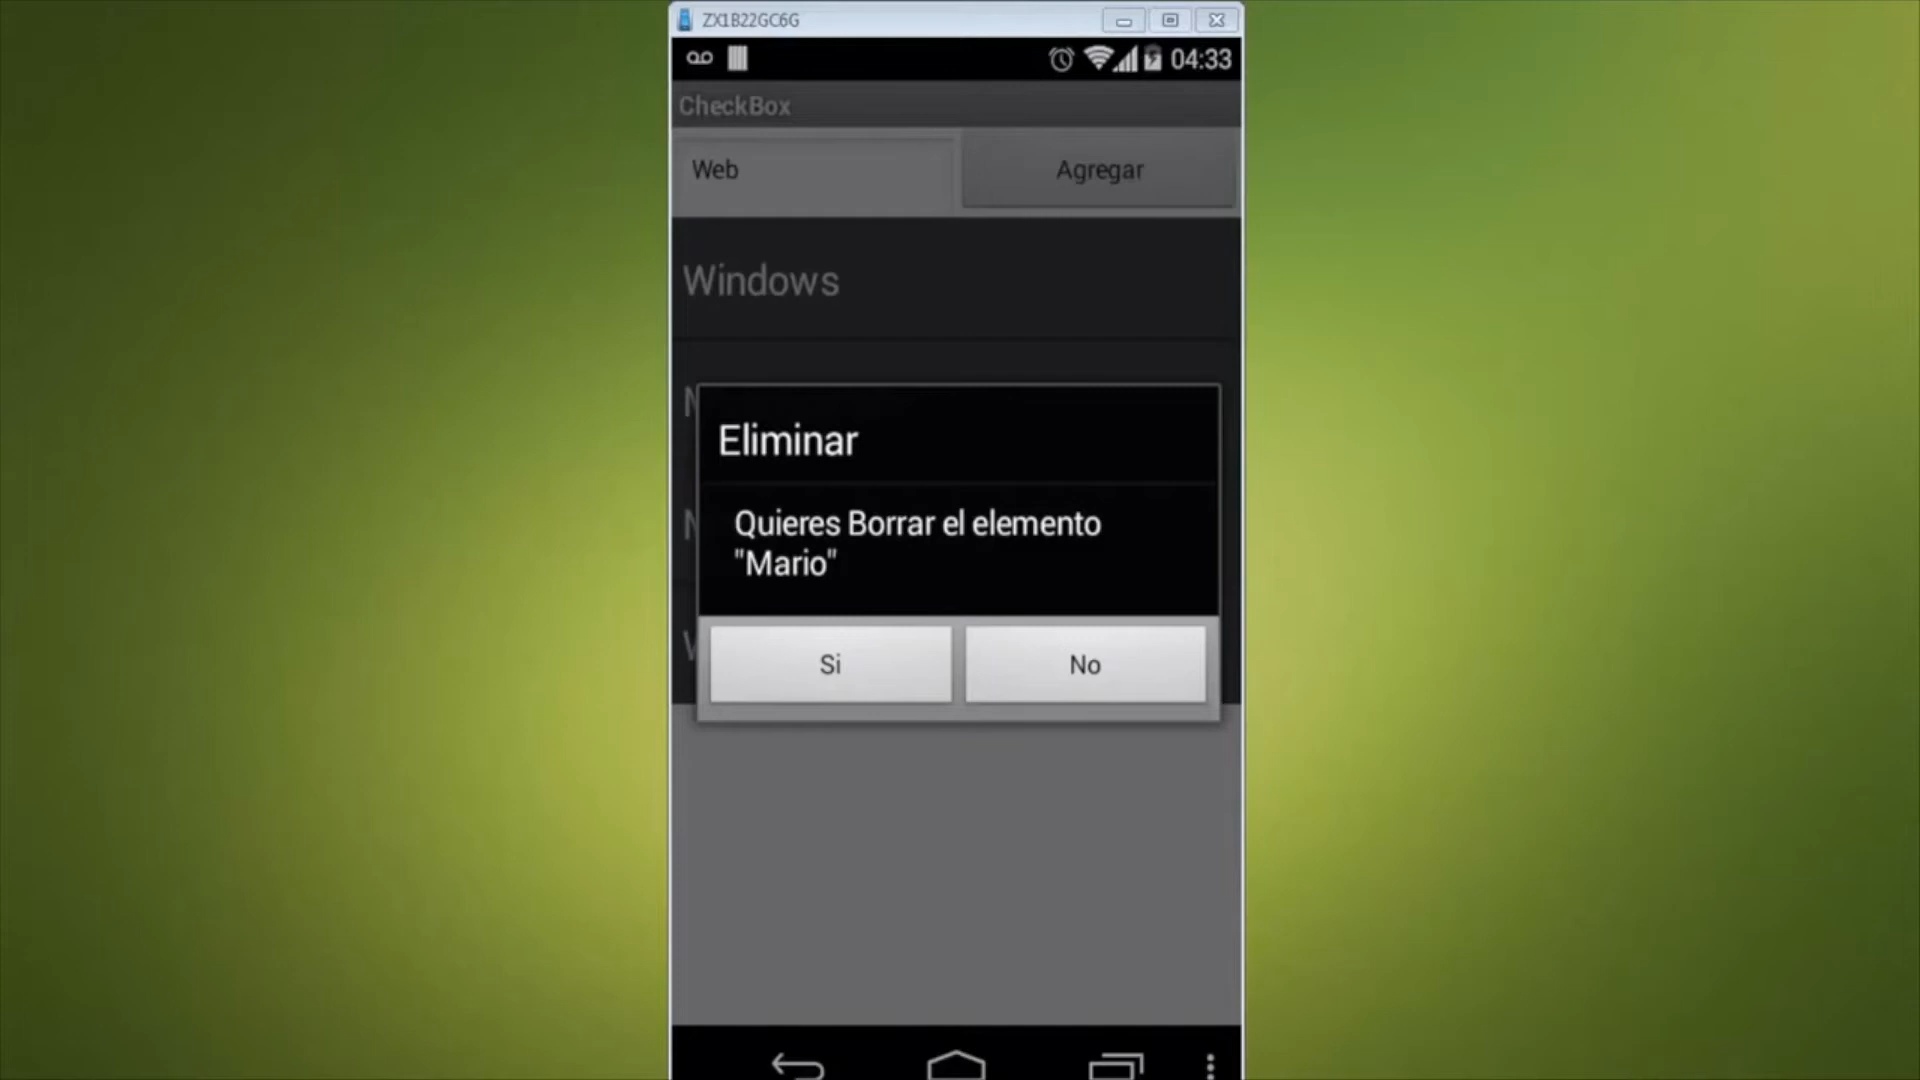 ZX1B22GC6G
04:33
CheckBox
Web
Agregar
Windows
Eliminar
Quieres Borrar el elemento
"Mario"
Si
No